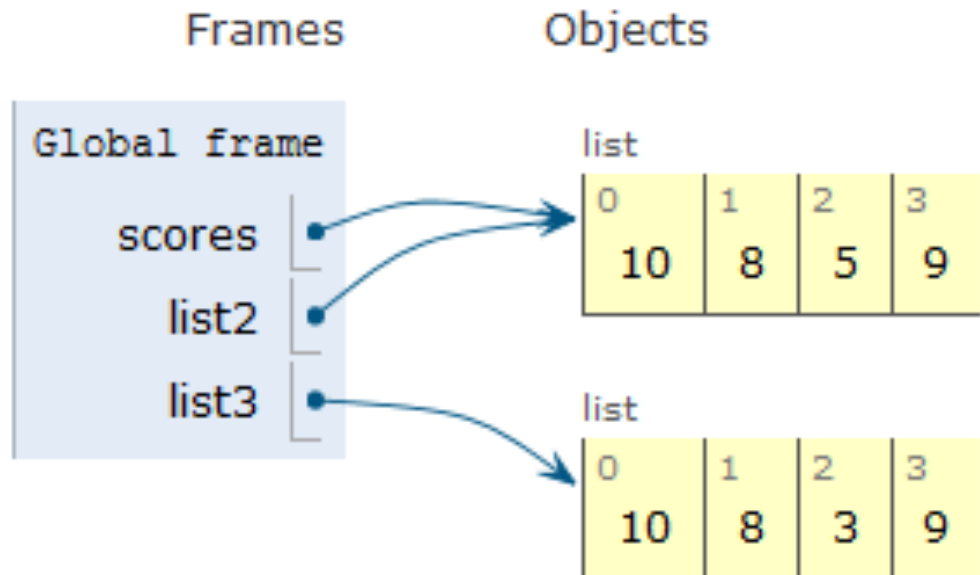 Frames Objects
Global frame
scores
list2
list3
list
0 1 2 3
10 8 5 9
list
0 1 2 3
10 8 3 9